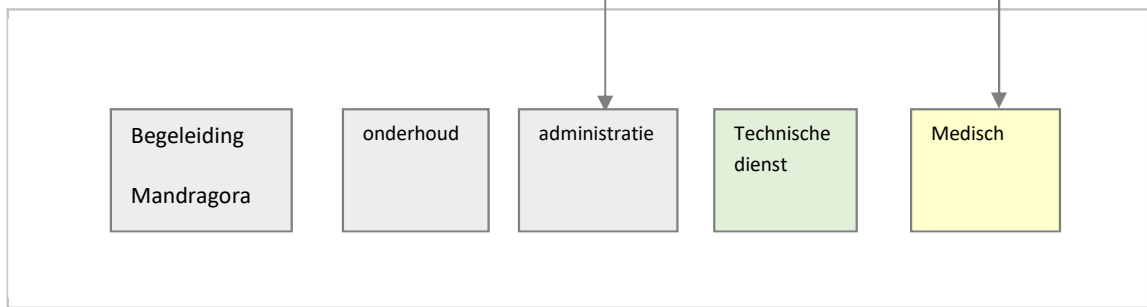 Begeleiding
Mandragora
onderhoud
administratie
Technische
dienst
Medisch